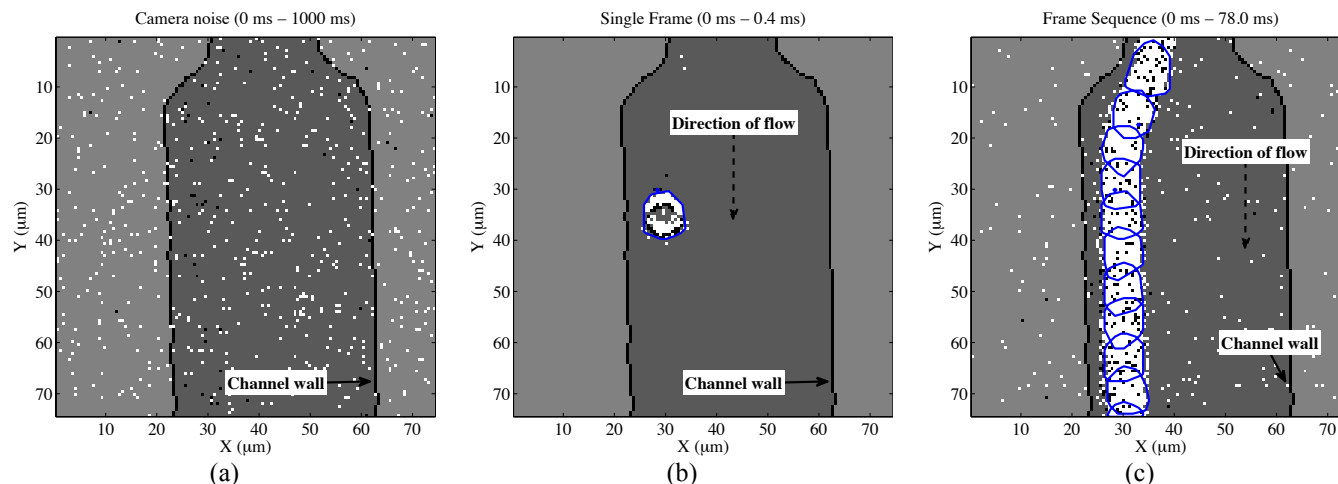 Camera noise (0 ms – 1000 ms)
10
20
30
40
50
60
70
Y (μm)
Channel wall
10 20 30 40 50 60 70
X (μm)
(a)
Single Frame (0 ms – 0.4 ms)
10
20
30
40
50
60
70
Y (μm)
Direction of flow
Channel wall
10 20 30 40 50 60 70
X (μm)
(b)
Frame Sequence (0 ms – 78.0 ms)
10
20
30
40
50
60
70
Y (μm)
Direction of flow
Channel wall
10 20 30 40 50 60 70
X (μm)
(c)